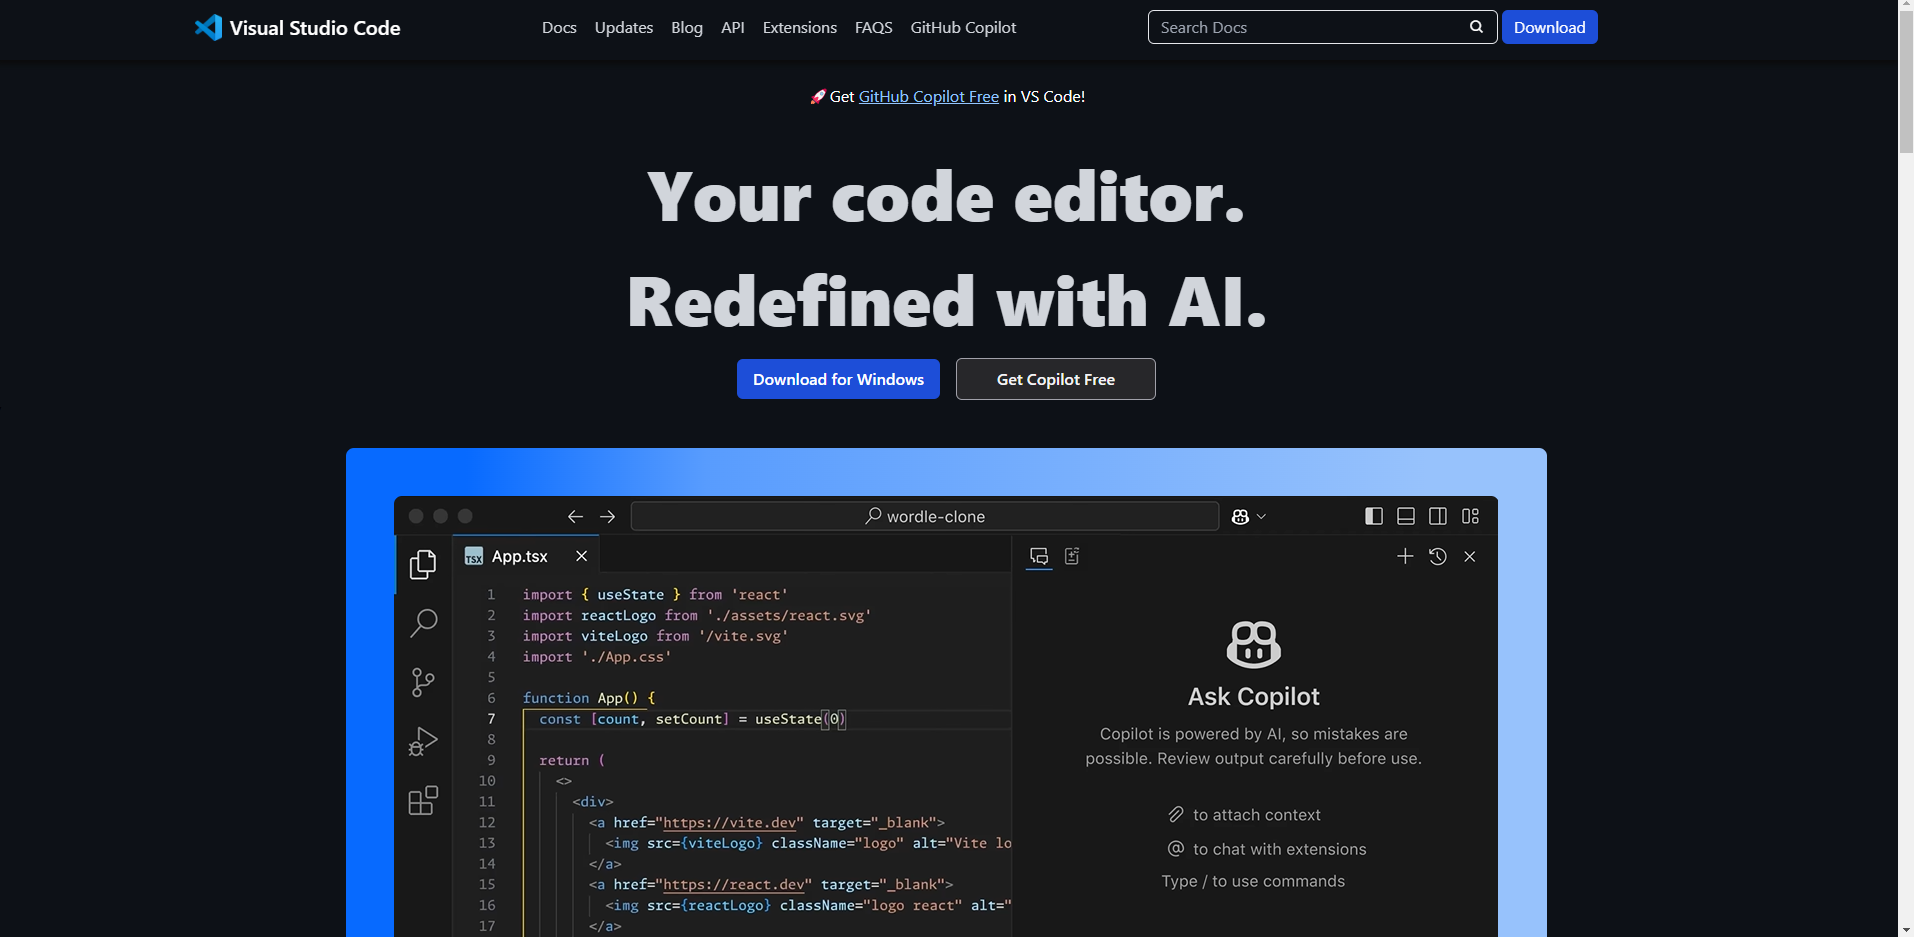 Visual Studio Code
Docs Updates Blog API Extensions FAQS GitHub Copilot
Search Docs
Download
🚀 Get GitHub Copilot Free in VS Code!
Your code editor.
Redefined with AI.
Download for Windows
Get Copilot Free
wordle-clone
TSX App.tsx
1 import { useState } from 'react'
2 import reactLogo from './assets/react.svg'
3 import viteLogo from '/vite.svg'
4 import './App.css'
5
6 function App() {
7 const [count, setCount] = useState(0)
8
9 return (
10 <>
11 <div>
12 <a href="https://vite.dev" target="_blank">
13 <img src={viteLogo} className="logo" alt="Vite lo
14 </a>
15 <a href="https://react.dev" target="_blank">
16 <img src={reactLogo} className="logo react" alt="
17 </a>
Ask Copilot
Copilot is powered by AI, so mistakes are
possible. Review output carefully before use.
to attach context
@ to chat with extensions
Type / to use commands